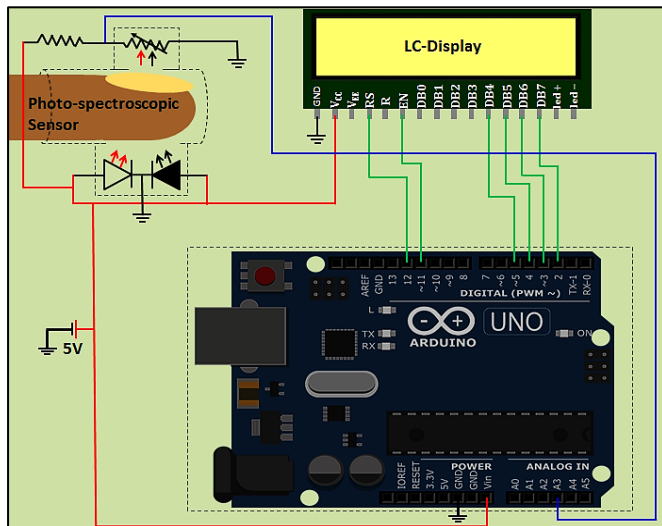 LC-Display
GND
VCC
VEE
RS
R
EN
DB0
DB1
DB2
DB3
DB4
DB5
DB6
DB7
led+
led-
Photo-spectroscopic
Sensor
5V
AREF
GND
13
12
~11
~10
~9
8
7
~6
~5
4
~3
2
TX-1
RX-0
DIGITAL (PWM ~)
L
TX
RX
ARDUINO
UNO
ON
POWER
ANALOG IN
IOREF
RESET
3.3V
5V
GND
GND
Vin
A0
A1
A2
A3
A4
A5